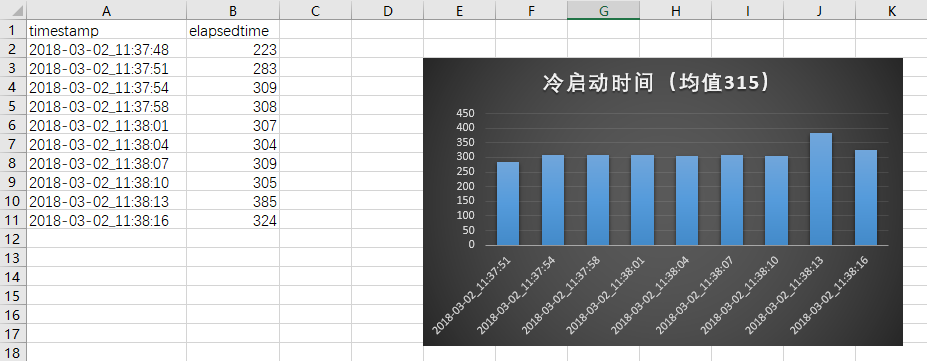 A B C D E F G H I J K
1 timestamp elapsedtime
2 2018-03-02_11:37:48 223
3 2018-03-02_11:37:51 283
4 2018-03-02_11:37:54 309
5 2018-03-02_11:37:58 308
6 2018-03-02_11:38:01 307
7 2018-03-02_11:38:04 304
8 2018-03-02_11:38:07 309
9 2018-03-02_11:38:10 305
10 2018-03-02_11:38:13 385
11 2018-03-02_11:38:16 324
12
13
14
15
16
17
18
冷启动时间（均值315）
450
400
350
300
250
200
150
100
50
0
2018-03-02_11:37:51
2018-03-02_11:37:54
2018-03-02_11:37:58
2018-03-02_11:38:01
2018-03-02_11:38:04
2018-03-02_11:38:07
2018-03-02_11:38:10
2018-03-02_11:38:13
2018-03-02_11:38:16